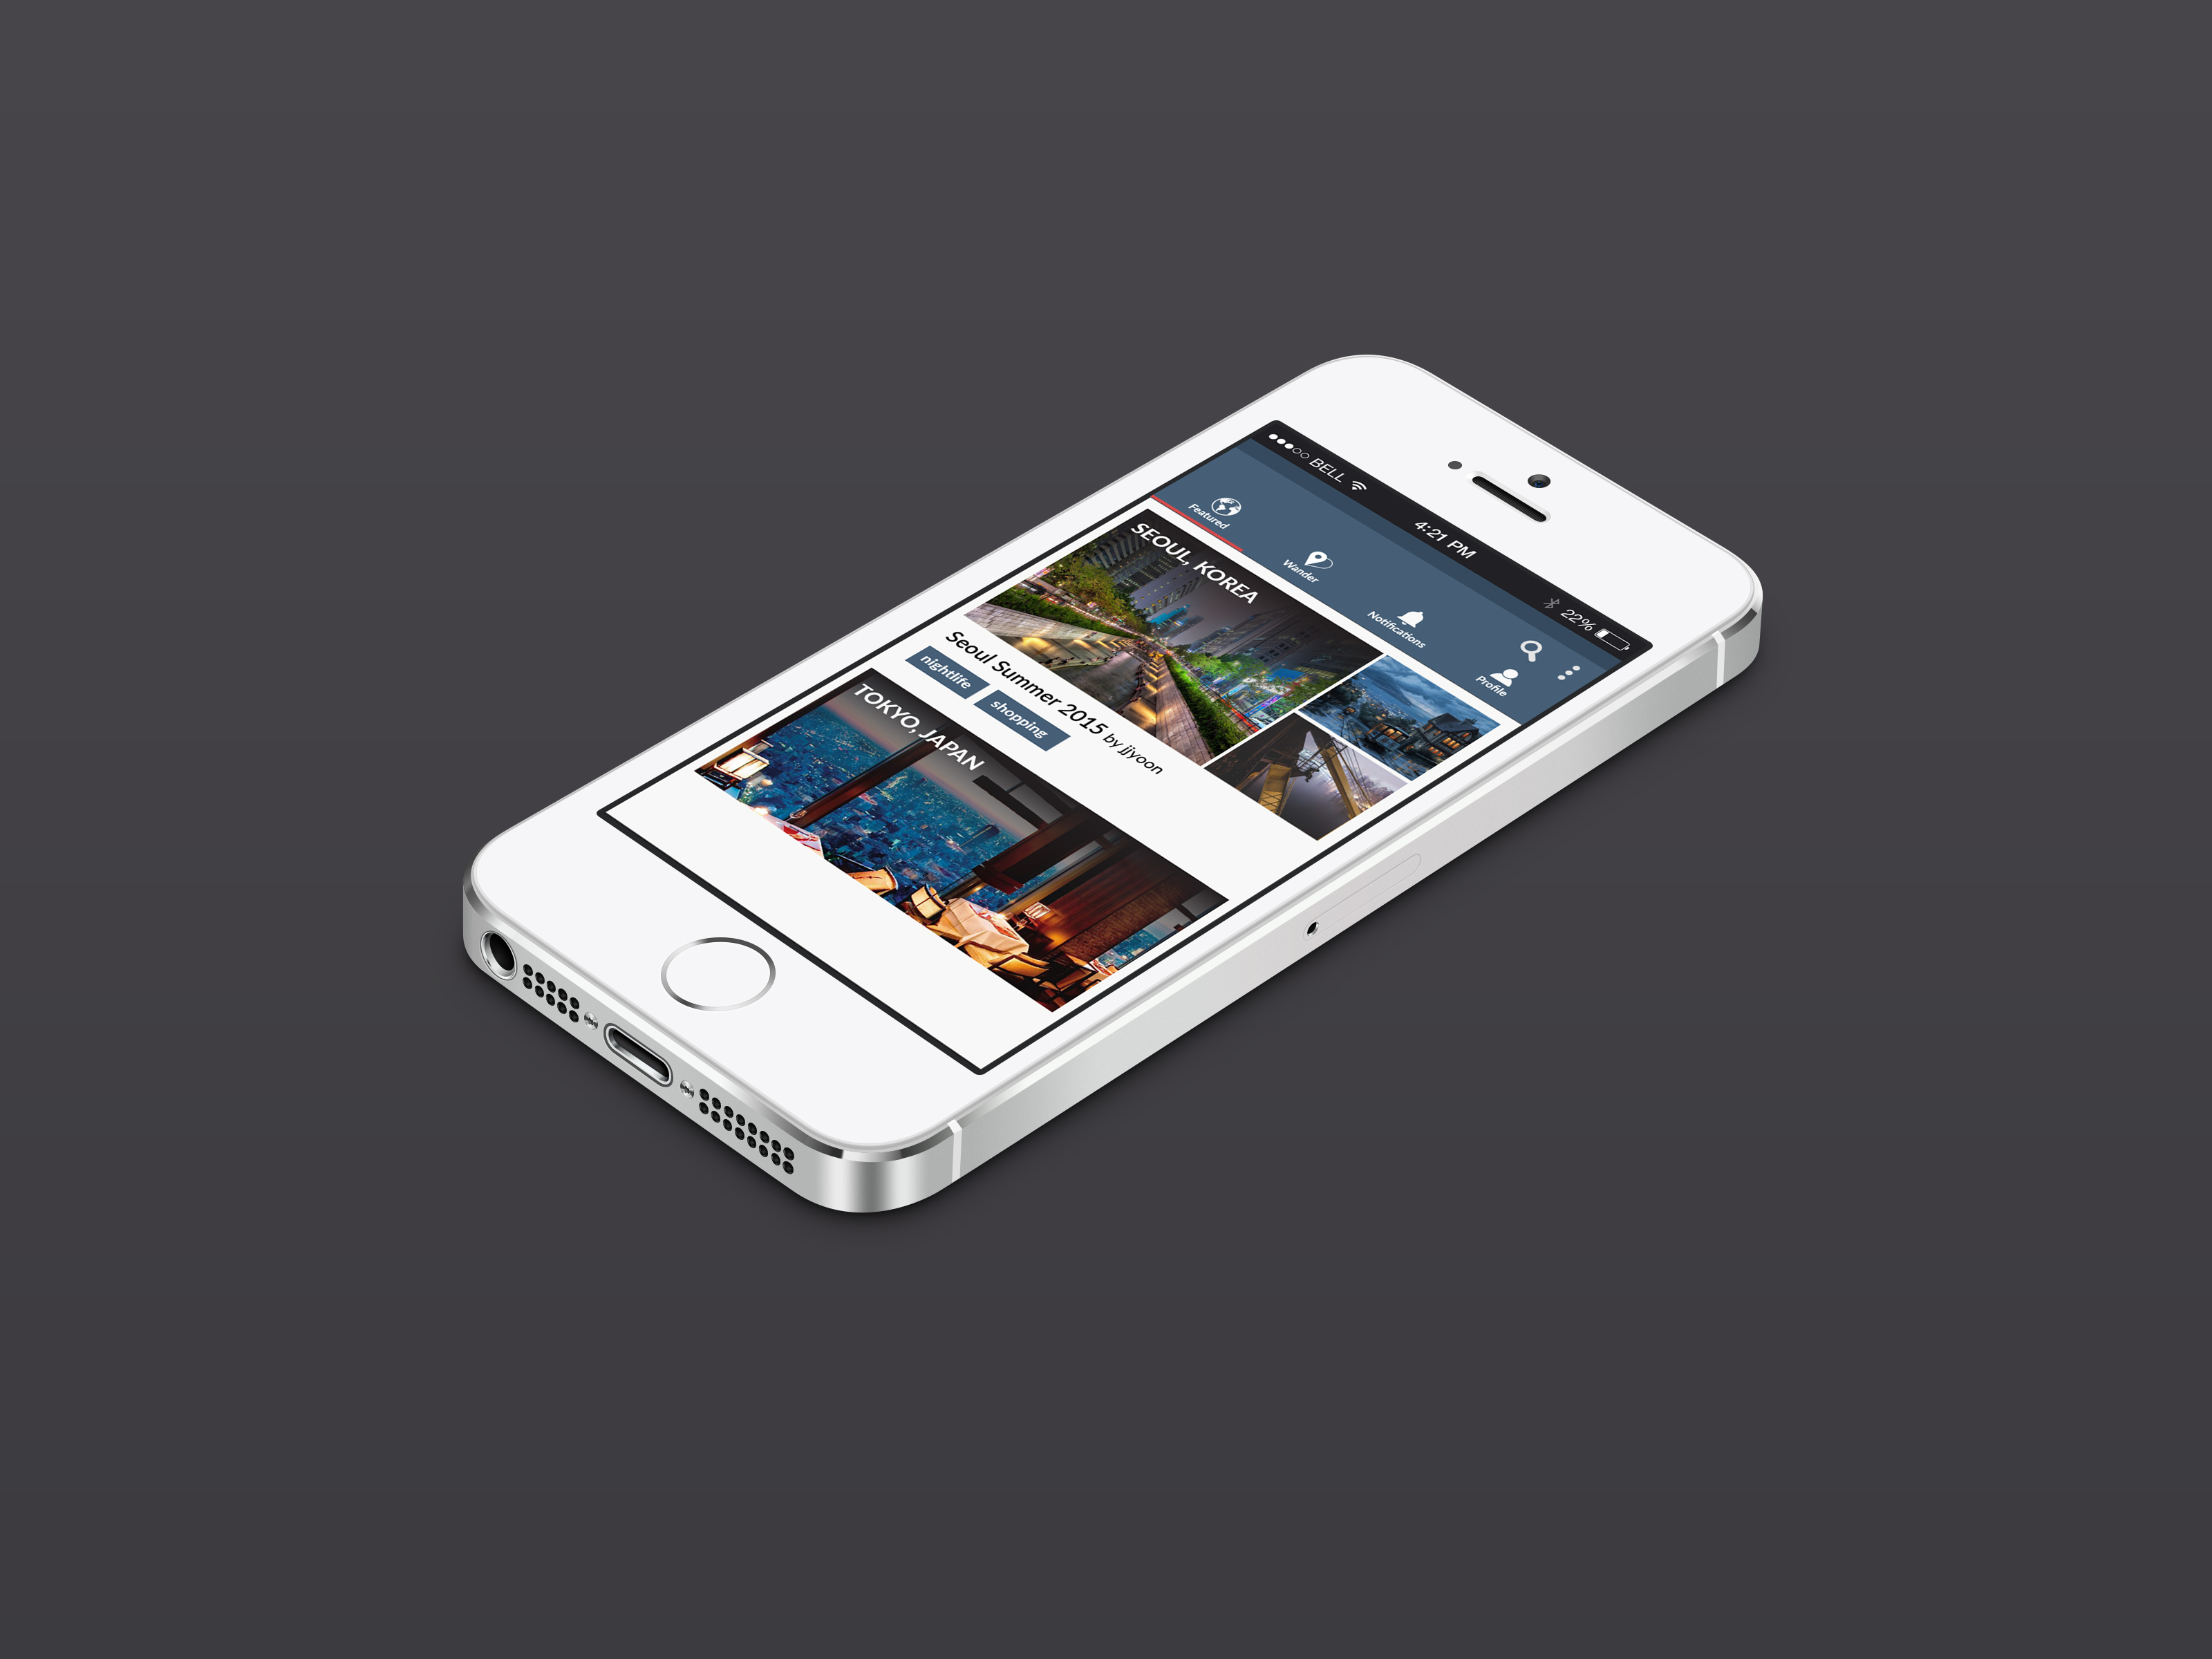 BELL 4:21 PM 22%
Featured Wander Notifications Profile
SEOUL, KOREA
Seoul Summer 2015 by jjyoon
nightlife shopping
TOKYO, JAPAN